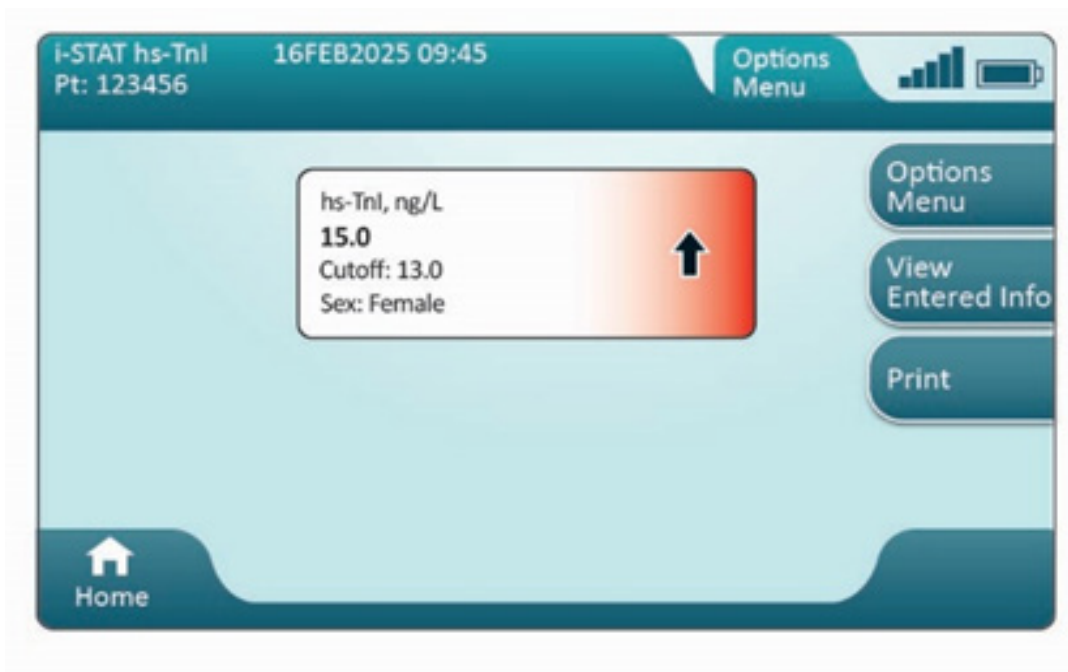 i-STAT hs-TnI
16FEB2025 09:45
Pt: 123456
Options
Menu
Options
Menu
View
Entered Info
Print
hs-TnI, ng/L
15.0
Cutoff: 13.0
Sex: Female
Home